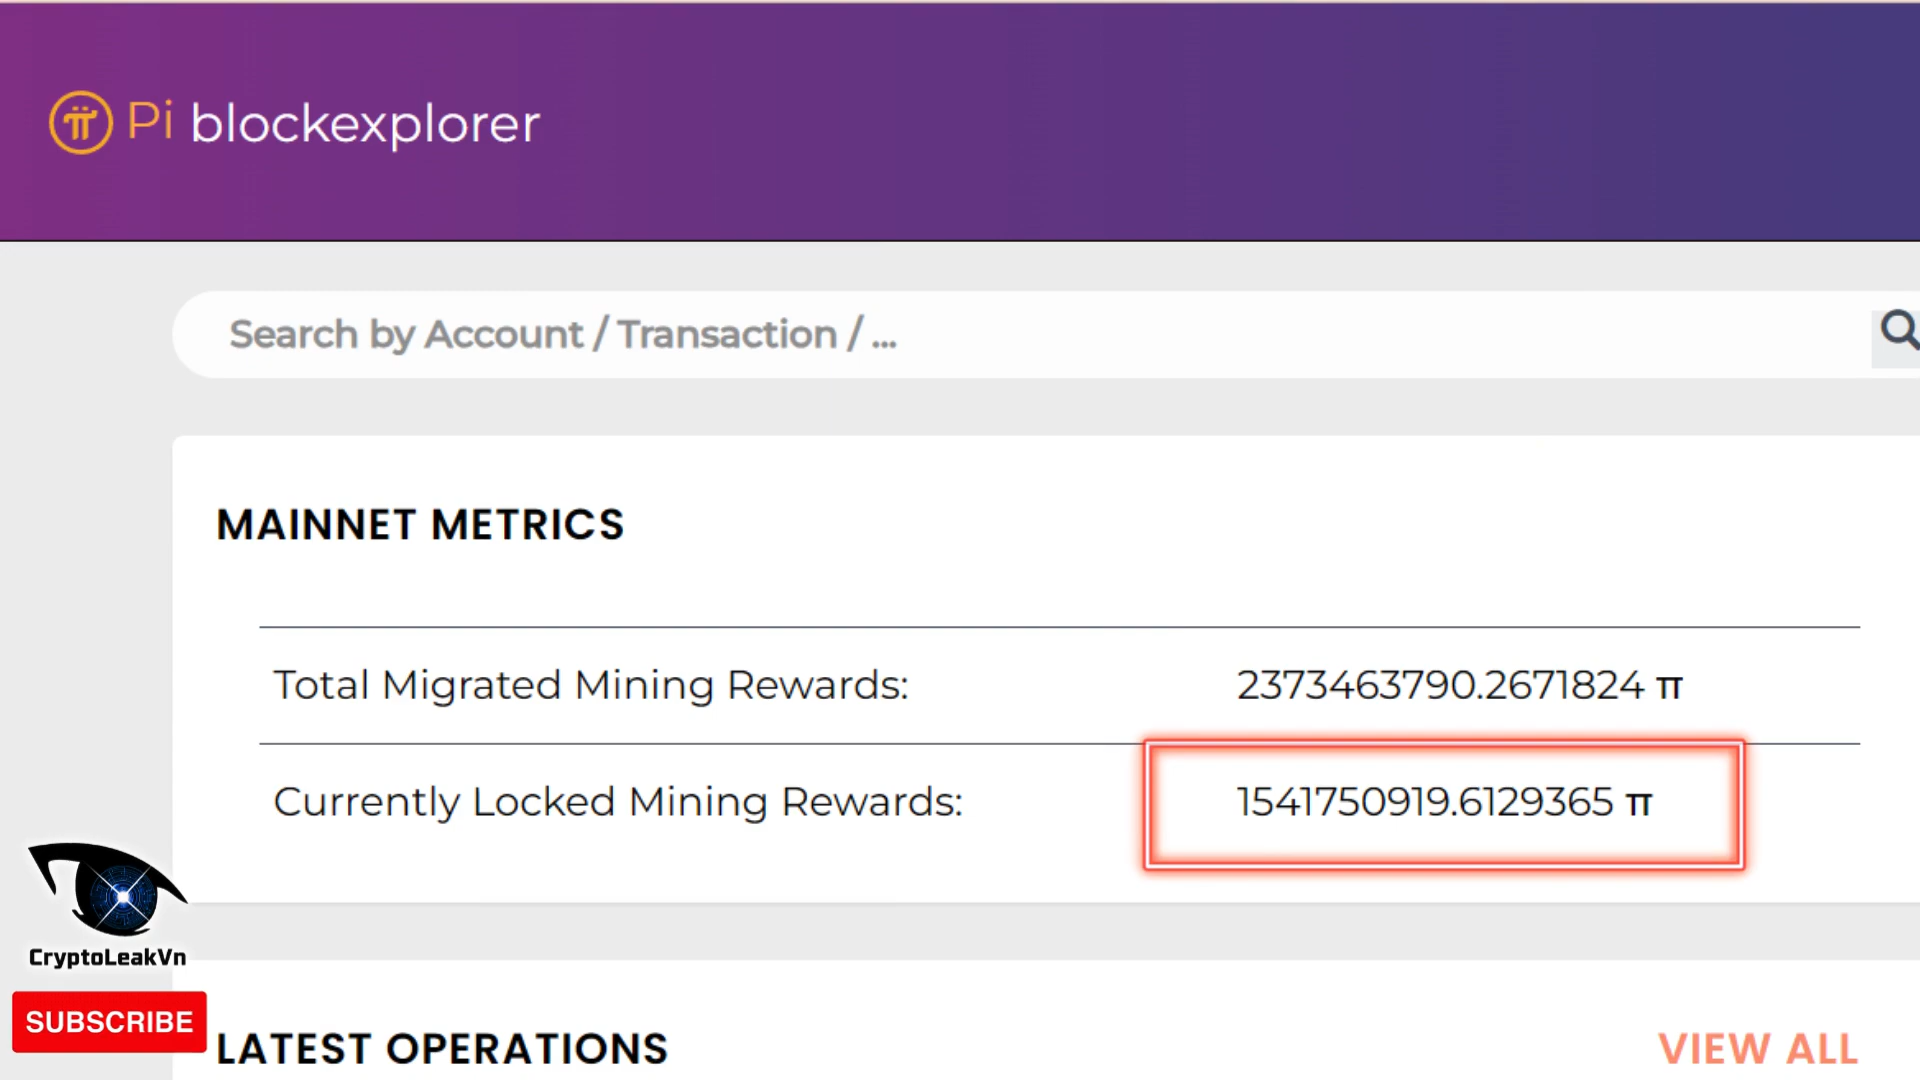 Pi blockexplorer
Search by Account / Transaction / ...
MAINNET METRICS
Total Migrated Mining Rewards: 2373463790.2671824 π
Currently Locked Mining Rewards: 1541750919.6129365 π
CryptoLeakVn
SUBSCRIBE
LATEST OPERATIONS VIEW ALL